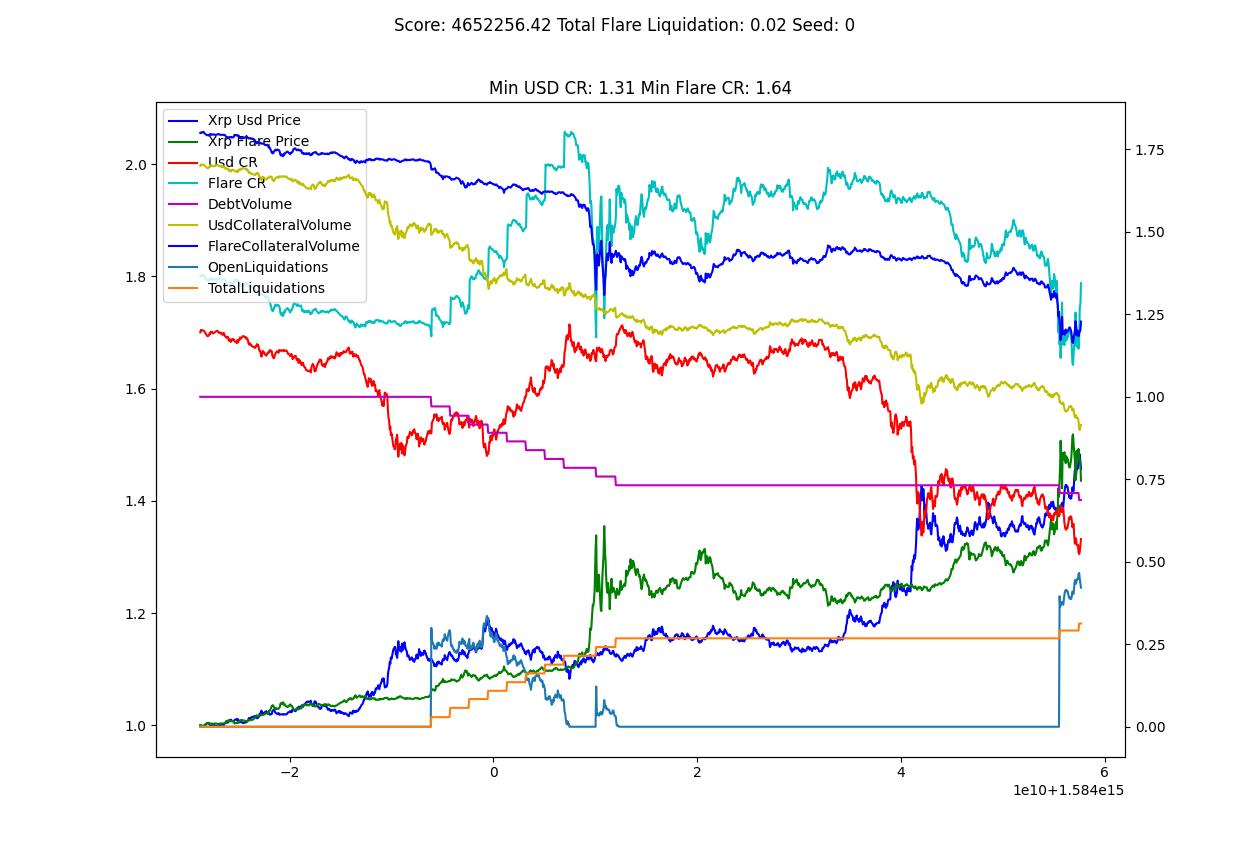 Score: 4652256.42 Total Flare Liquidation: 0.02 Seed: 0
Min USD CR: 1.31 Min Flare CR: 1.64
Xrp Usd Price
Xrp Flare Price
Usd CR
Flare CR
DebtVolume
UsdCollateralVolume
FlareCollateralVolume
OpenLiquidations
TotalLiquidations
2.0
1.8
1.6
1.4
1.2
1.0
1.75
1.50
1.25
1.00
0.75
0.50
0.25
0.00
−2 0 2 4 6
1e10+1.584e15